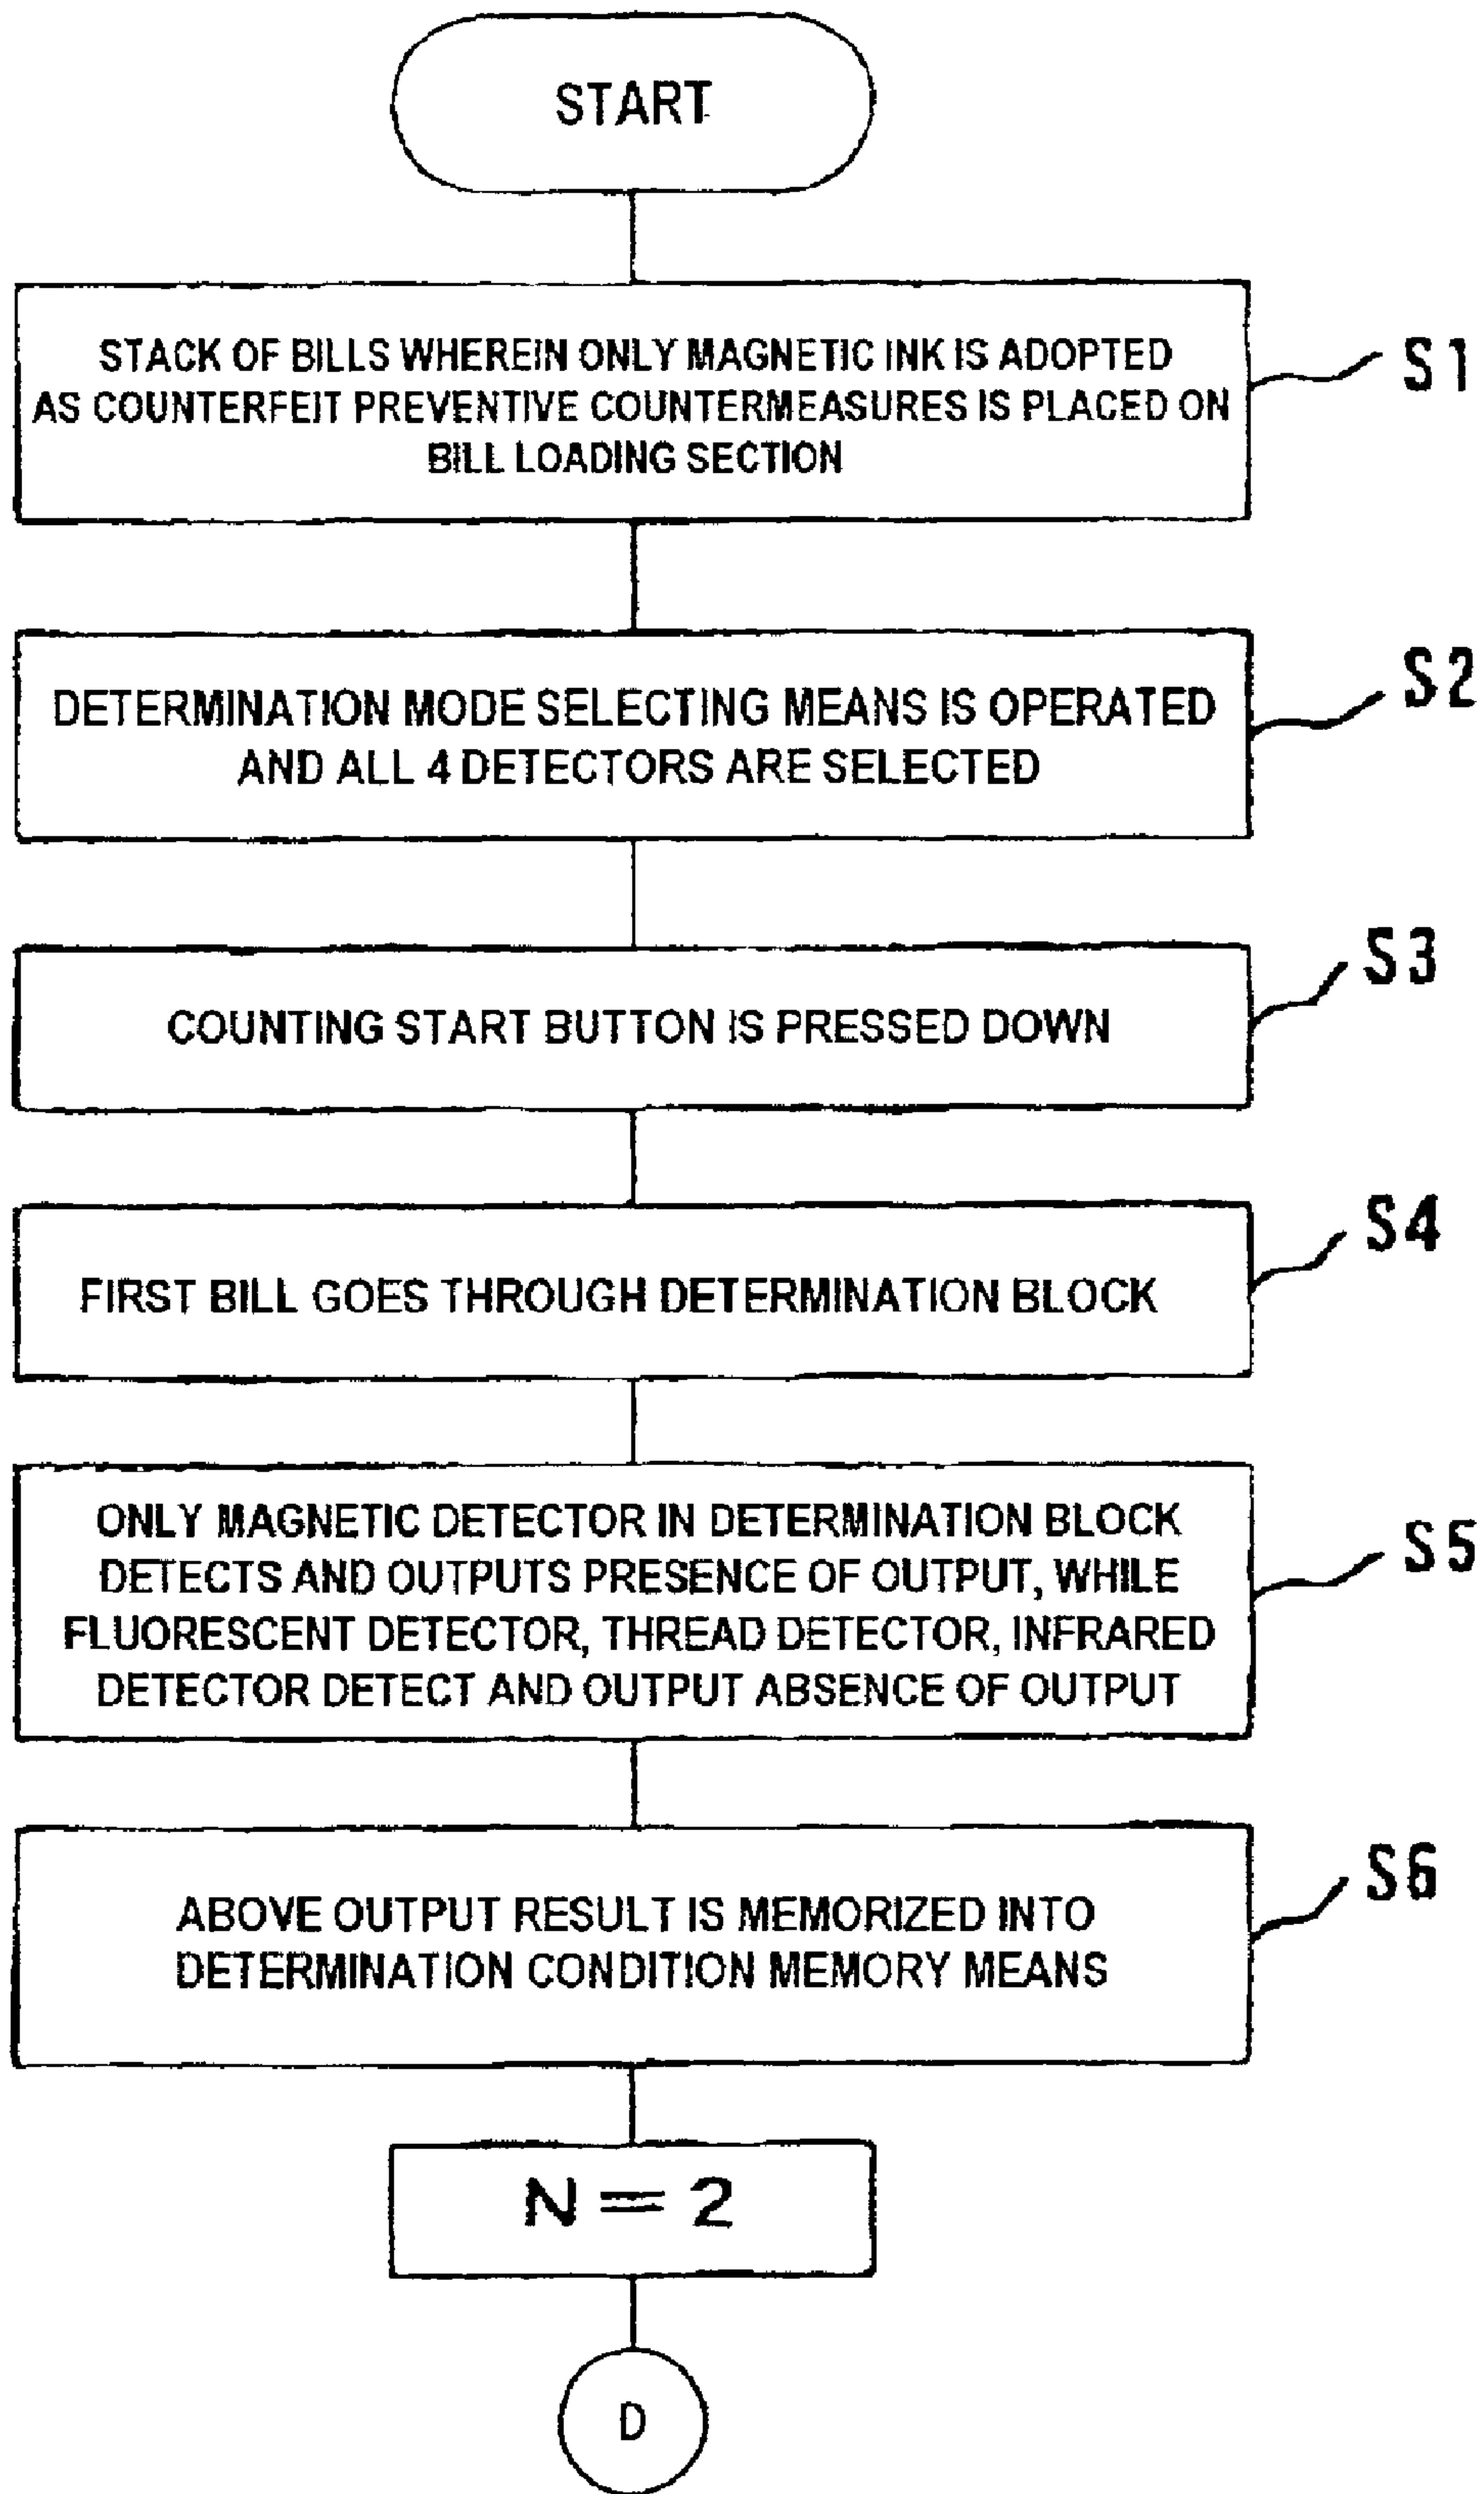 START
STACK OF BILLS WHEREIN ONLY MAGNETIC INK IS ADOPTED
AS COUNTERFEIT PREVENTIVE COUNTERMEASURES IS PLACED ON
BILL LOADING SECTION
S1
DETERMINATION MODE SELECTING MEANS IS OPERATED
AND ALL 4 DETECTORS ARE SELECTED
S2
COUNTING START BUTTON IS PRESSED DOWN
S3
FIRST BILL GOES THROUGH DETERMINATION BLOCK
S4
ONLY MAGNETIC DETECTOR IN DETERMINATION BLOCK
DETECTS AND OUTPUTS PRESENCE OF OUTPUT, WHILE
FLUORESCENT DETECTOR, THREAD DETECTOR, INFRARED
DETECTOR DETECT AND OUTPUT ABSENCE OF OUTPUT
S5
ABOVE OUTPUT RESULT IS MEMORIZED INTO
DETERMINATION CONDITION MEMORY MEANS
S6
N=2
D